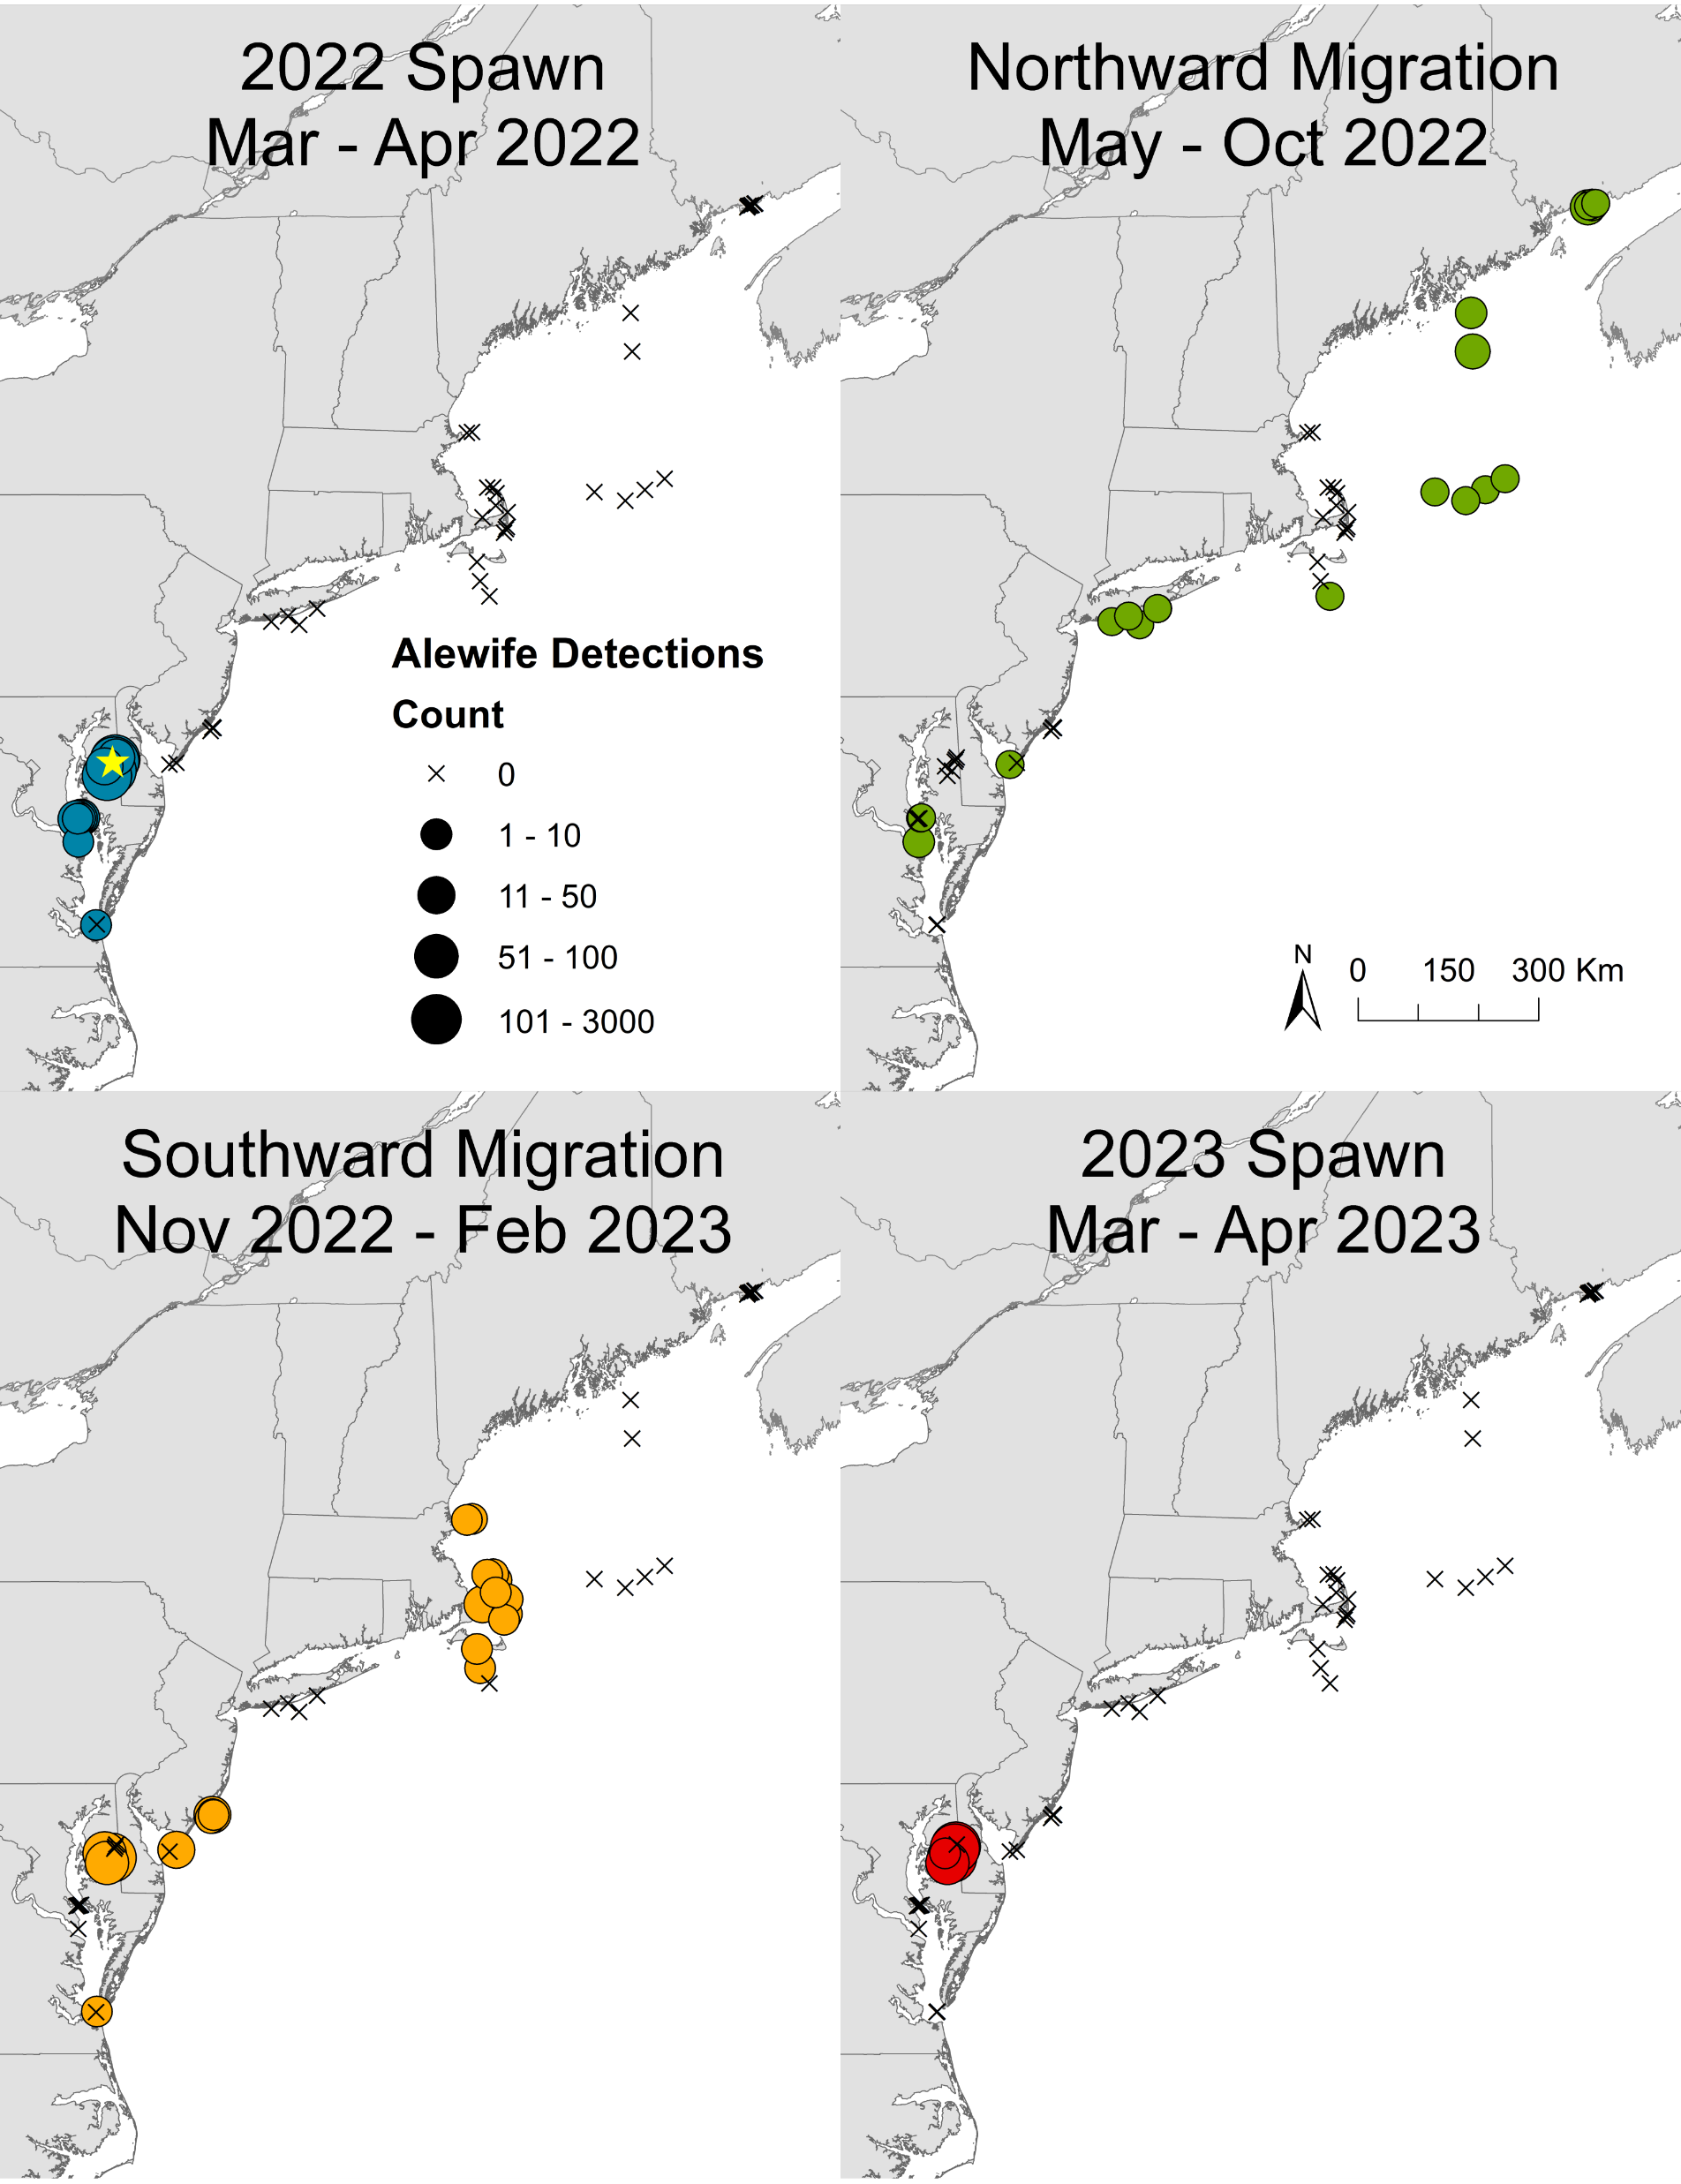 2022 Spawn
Mar - Apr 2022
Northward Migration
May - Oct 2022
Alewife Detections
Count
0
1 - 10
11 - 50
51 - 100
101 - 3000
N
0 150 300 Km
Southward Migration
Nov 2022 - Feb 2023
2023 Spawn
Mar - Apr 2023